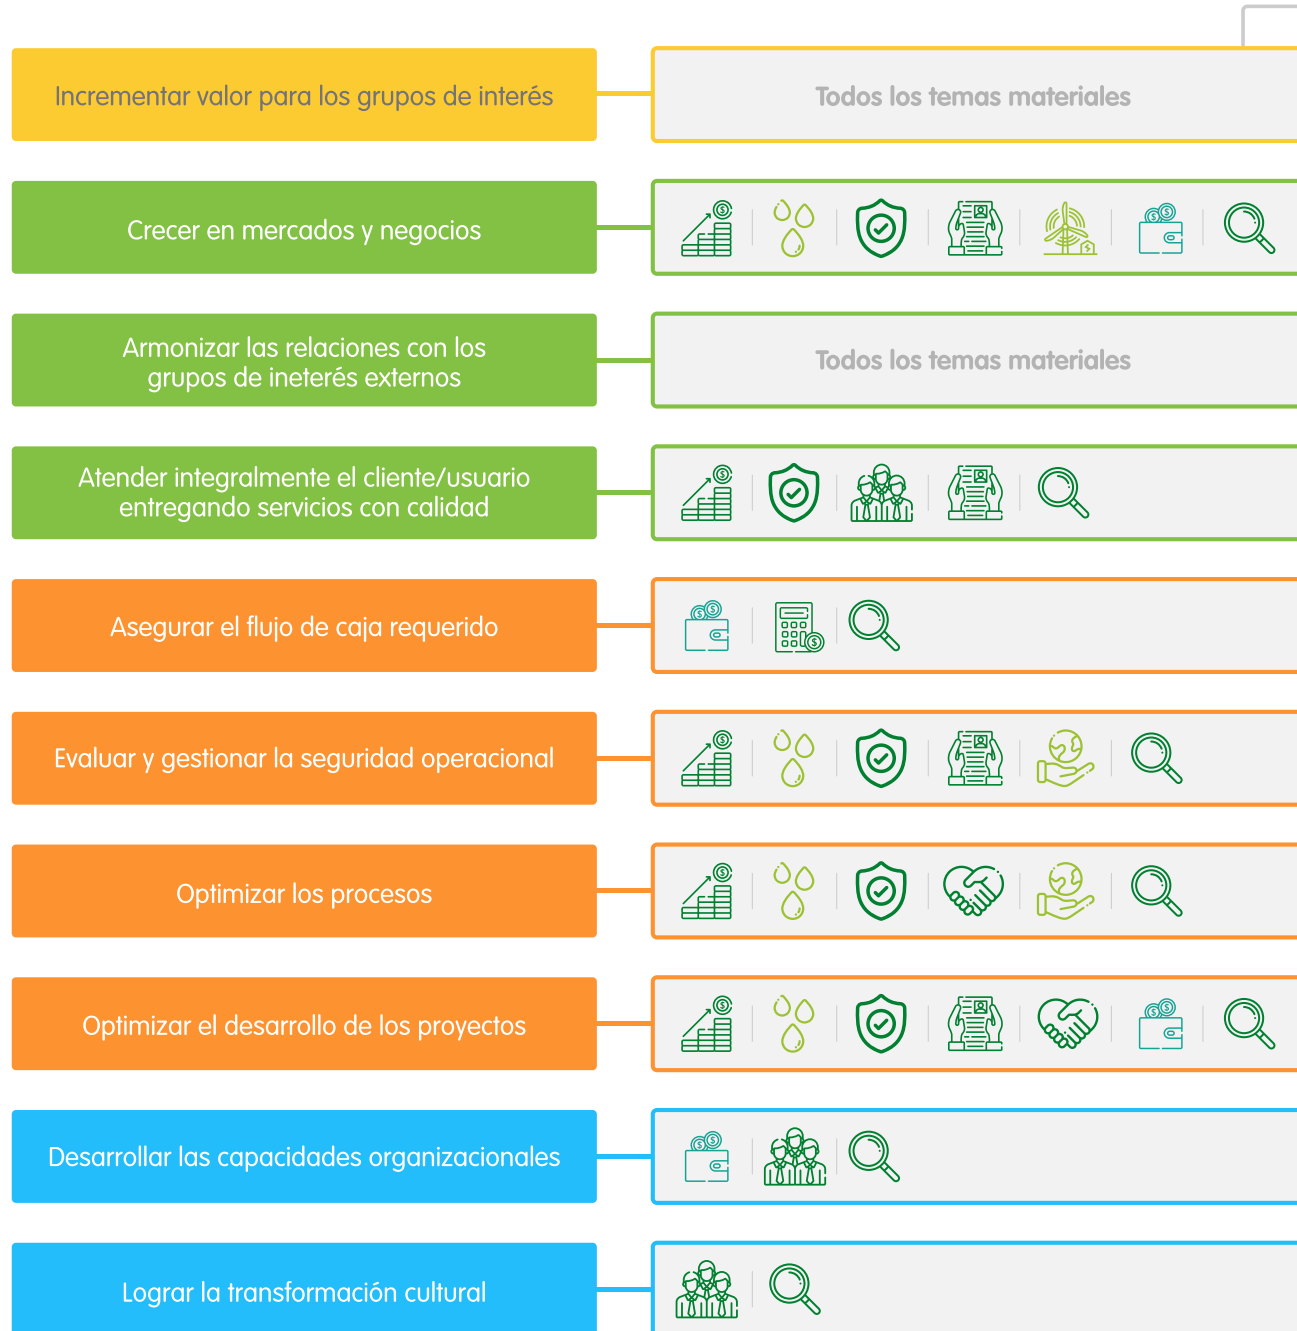 Incrementar valor para los grupos de interés
Todos los temas materiales
Crecer en mercados y negocios
Armonizar las relaciones con los
grupos de ineterés externos
Todos los temas materiales
Atender integralmente el cliente/usuario
entregando servicios con calidad
Asegurar el flujo de caja requerido
Evaluar y gestionar la seguridad operacional
Optimizar los procesos
Optimizar el desarrollo de los proyectos
Desarrollar las capacidades organizacionales
Lograr la transformación cultural